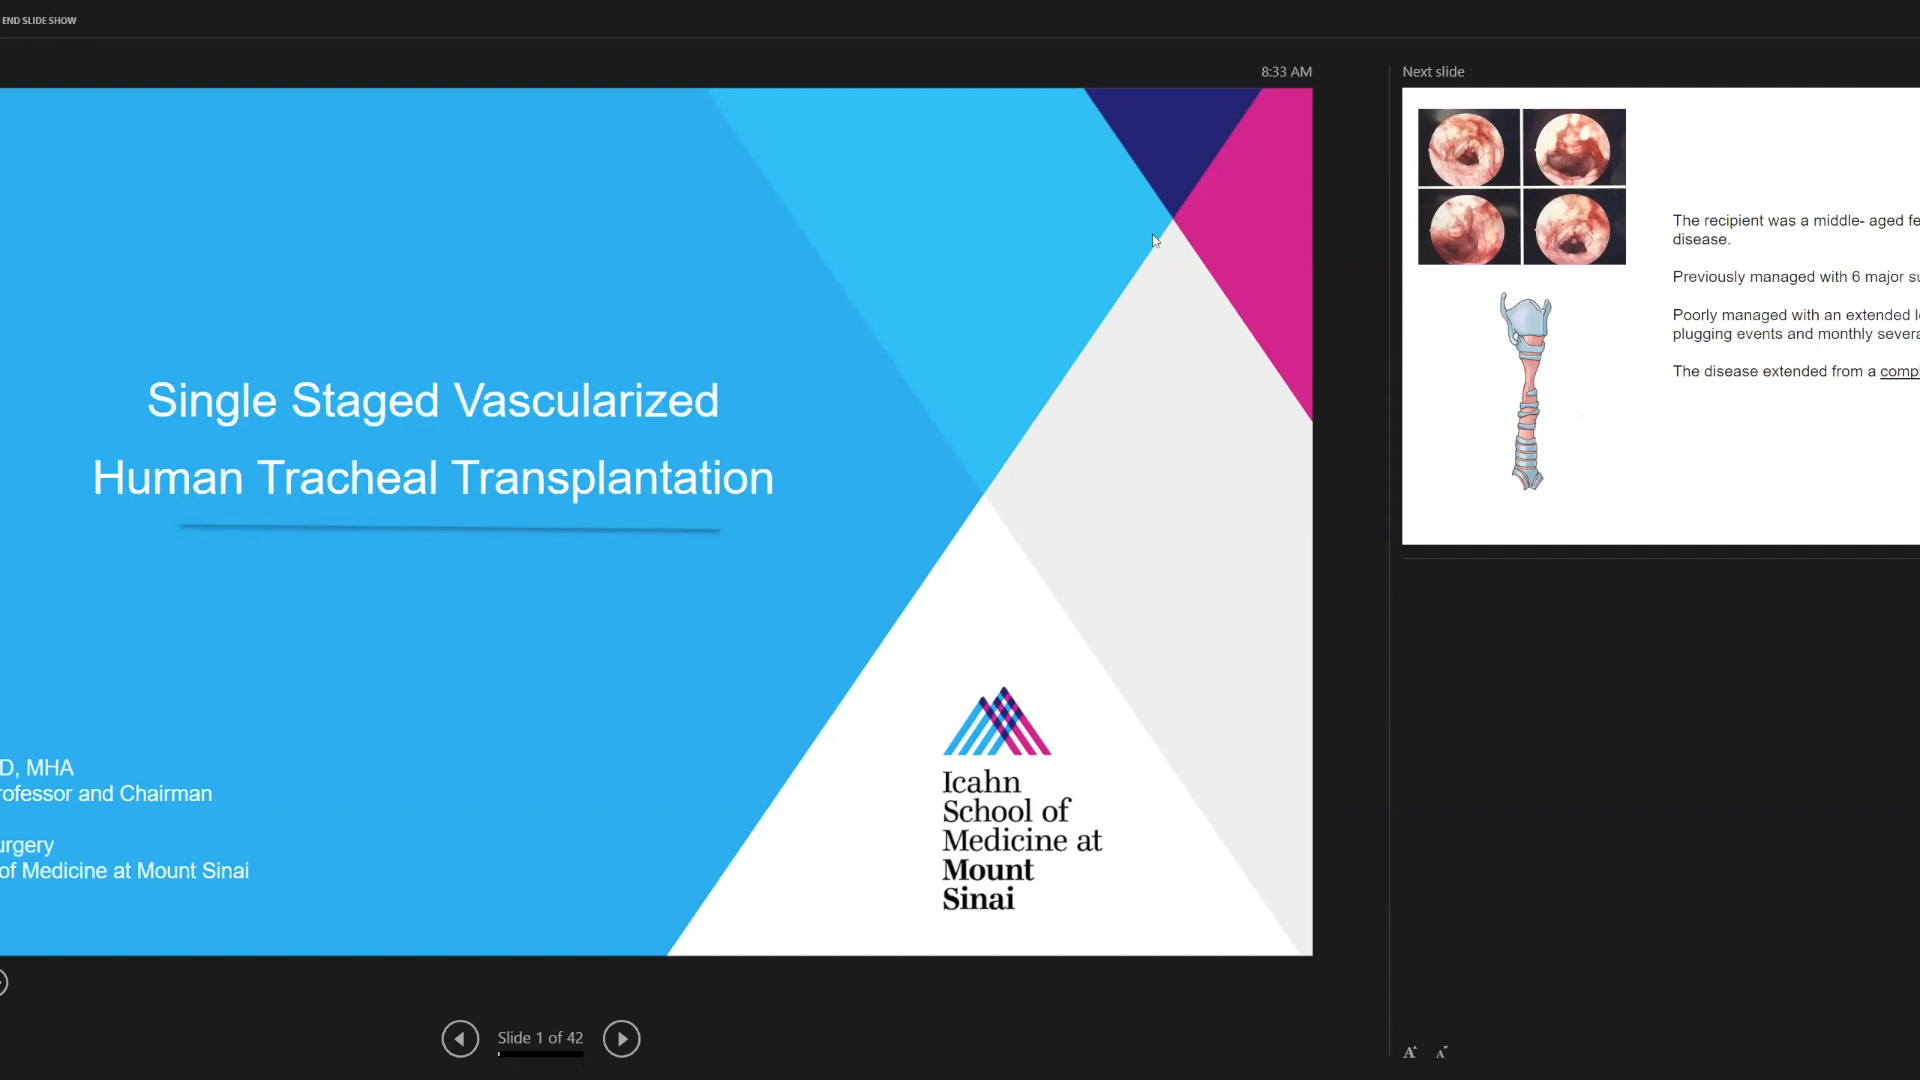 END SLIDE SHOW
8:33 AM
Next slide
Single Staged Vascularized
Human Tracheal Transplantation
D, MHA
rofessor and Chairman
urgery
of Medicine at Mount Sinai
Icahn
School of
Medicine at
Mount
Sinai
The recipient was a middle- aged fe
disease.
Previously managed with 6 major su
Poorly managed with an extended l
plugging events and monthly severa
The disease extended from a comp
Slide 1 of 42
A A